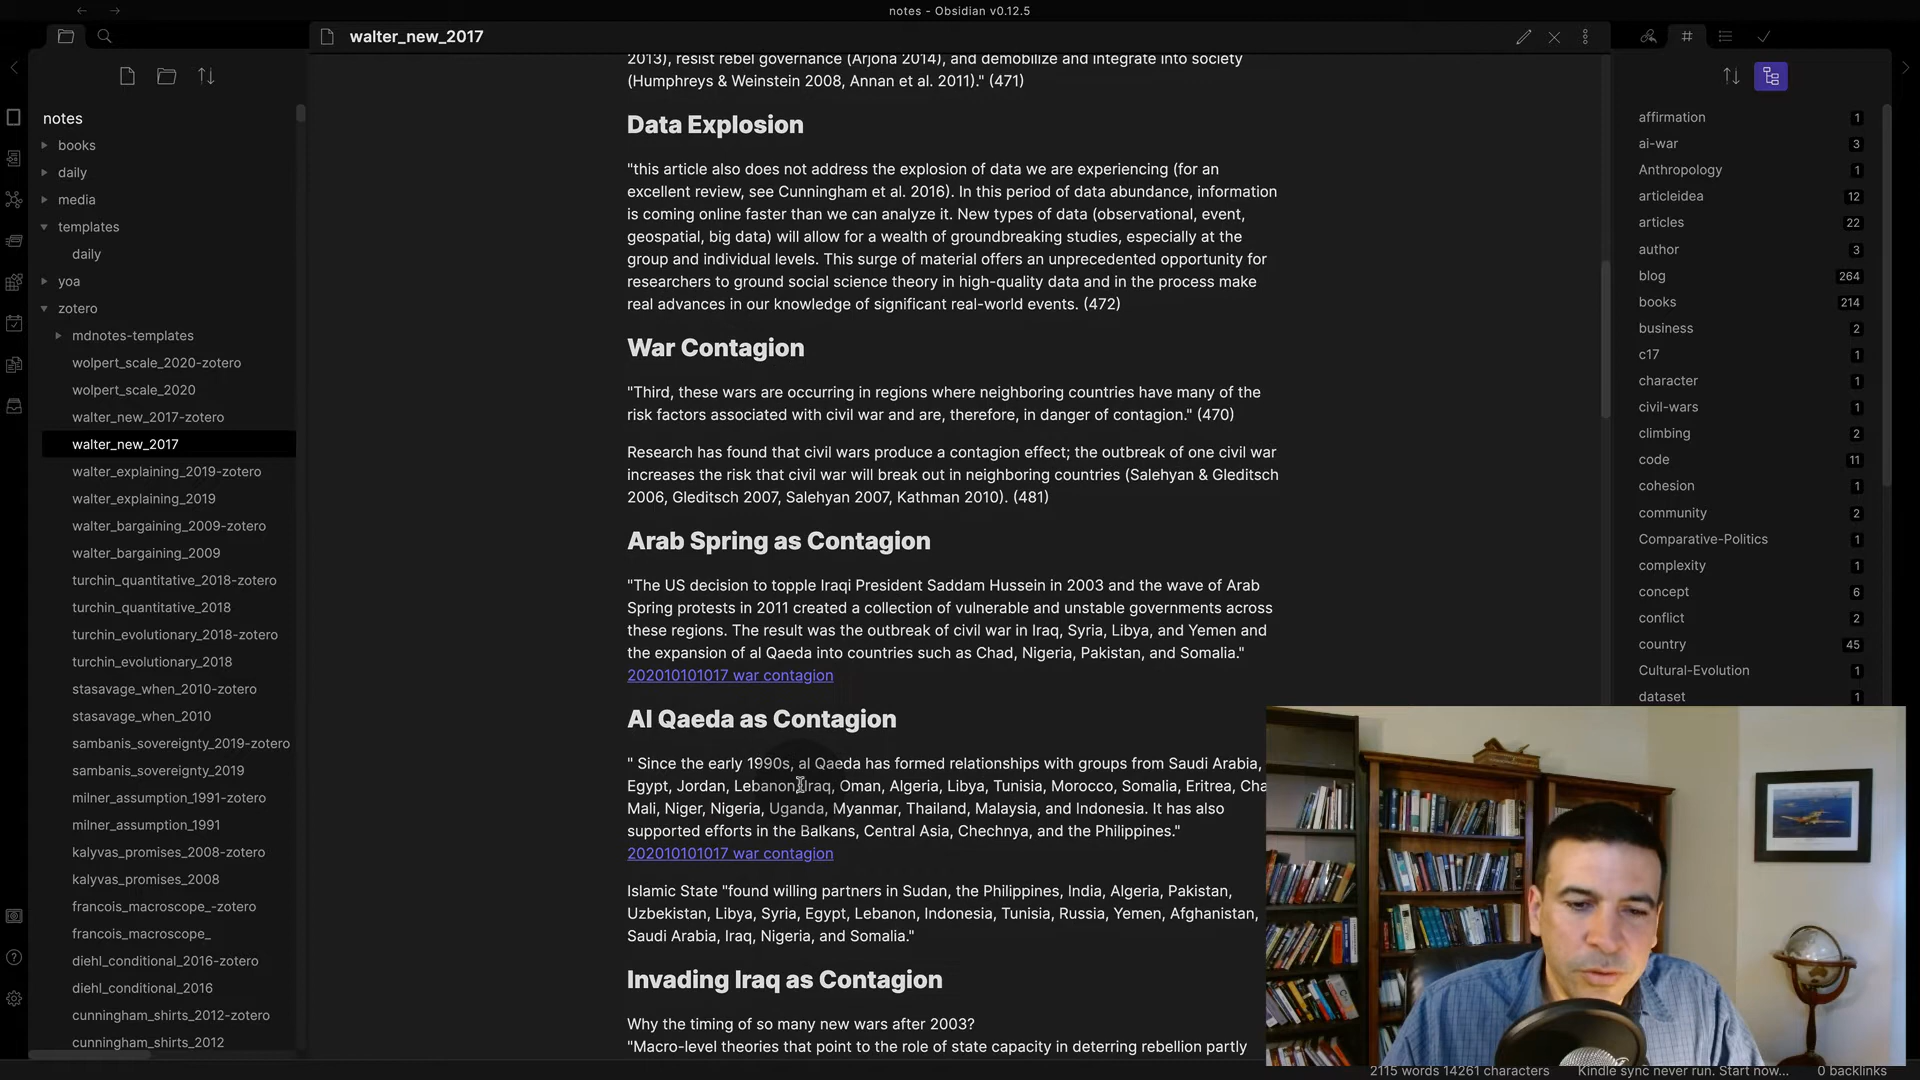 notes - Obsidian v0.12.5
walter_new_2017
notes
books
daily
media
templates
daily
yoa
zotero
mdnotes-templates
wolpert_scale_2020-zotero
wolpert_scale_2020
walter_new_2017-zotero
walter_new_2017
walter_explaining_2019-zotero
walter_explaining_2019
walter_bargaining_2009-zotero
walter_bargaining_2009
turchin_quantitative_2018-zotero
turchin_quantitative_2018
turchin_evolutionary_2018-zotero
turchin_evolutionary_2018
stasavage_when_2010-zotero
stasavage_when_2010
sambanis_sovereignty_2019-zotero
sambanis_sovereignty_2019
milner_assumption_1991-zotero
milner_assumption_1991
kalyvas_promises_2008-zotero
kalyvas_promises_2008
francois_macroscope_-zotero
francois_macroscope_
diehl_conditional_2016-zotero
diehl_conditional_2016
cunningham_shirts_2012-zotero
cunningham_shirts_2012
2013), resist rebel governance (Arjona 2014), and demobilize and integrate into society
(Humphreys & Weinstein 2008, Annan et al. 2011)." (471)
Data Explosion
"this article also does not address the explosion of data we are experiencing (for an
excellent review, see Cunningham et al. 2016). In this period of data abundance, information
is coming online faster than we can analyze it. New types of data (observational, event,
geospatial, big data) will allow for a wealth of groundbreaking studies, especially at the
group and individual levels. This surge of material offers an unprecedented opportunity for
researchers to ground social science theory in high-quality data and in the process make
real advances in our knowledge of significant real-world events. (472)
War Contagion
"Third, these wars are occurring in regions where neighboring countries have many of the
risk factors associated with civil war and are, therefore, in danger of contagion." (470)
Research has found that civil wars produce a contagion effect; the outbreak of one civil war
increases the risk that civil war will break out in neighboring countries (Salehyan & Gleditsch
2006, Gleditsch 2007, Salehyan 2007, Kathman 2010). (481)
Arab Spring as Contagion
"The US decision to topple Iraqi President Saddam Hussein in 2003 and the wave of Arab
Spring protests in 2011 created a collection of vulnerable and unstable governments across
these regions. The result was the outbreak of civil war in Iraq, Syria, Libya, and Yemen and
the expansion of al Qaeda into countries such as Chad, Nigeria, Pakistan, and Somalia."
202010101017 war contagion
Al Qaeda as Contagion
" Since the early 1990s, al Qaeda has formed relationships with groups from Saudi Arabia,
Egypt, Jordan, Lebanon, Iraq, Oman, Algeria, Libya, Tunisia, Morocco, Somalia, Eritrea, Cha
Mali, Niger, Nigeria, Uganda, Myanmar, Thailand, Malaysia, and Indonesia. It has also
supported efforts in the Balkans, Central Asia, Chechnya, and the Philippines."
202010101017 war contagion
Islamic State "found willing partners in Sudan, the Philippines, India, Algeria, Pakistan,
Uzbekistan, Libya, Syria, Egypt, Lebanon, Indonesia, Tunisia, Russia, Yemen, Afghanistan,
Saudi Arabia, Iraq, Nigeria, and Somalia."
Invading Iraq as Contagion
Why the timing of so many new wars after 2003?
"Macro-level theories that point to the role of state capacity in deterring rebellion partly
affirmation 1
ai-war 3
Anthropology 1
articleidea 12
articles 22
author 3
blog 264
books 214
business 2
c17 1
character 1
civil-wars 1
climbing 2
code 11
cohesion 1
community 2
Comparative-Politics 1
complexity 1
concept 6
conflict 2
country 45
Cultural-Evolution 1
dataset 1
2115 words 14261 characters
Kindle sync never run. Start now...
0 backlinks